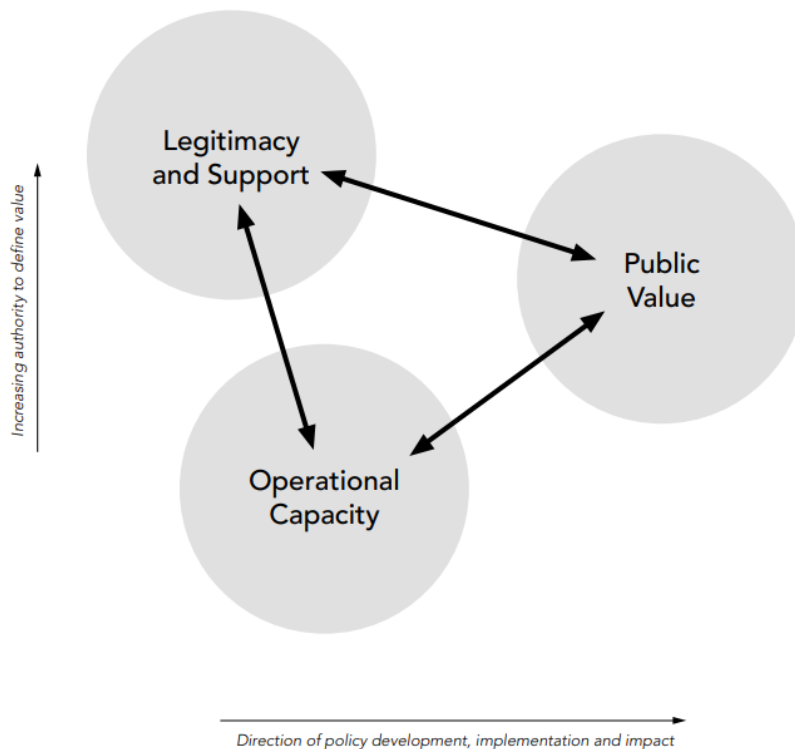 Legitimacy
and Support
Increasing authority to define value
Public
Value
Operational
Capacity
Direction of policy development, implementation and impact